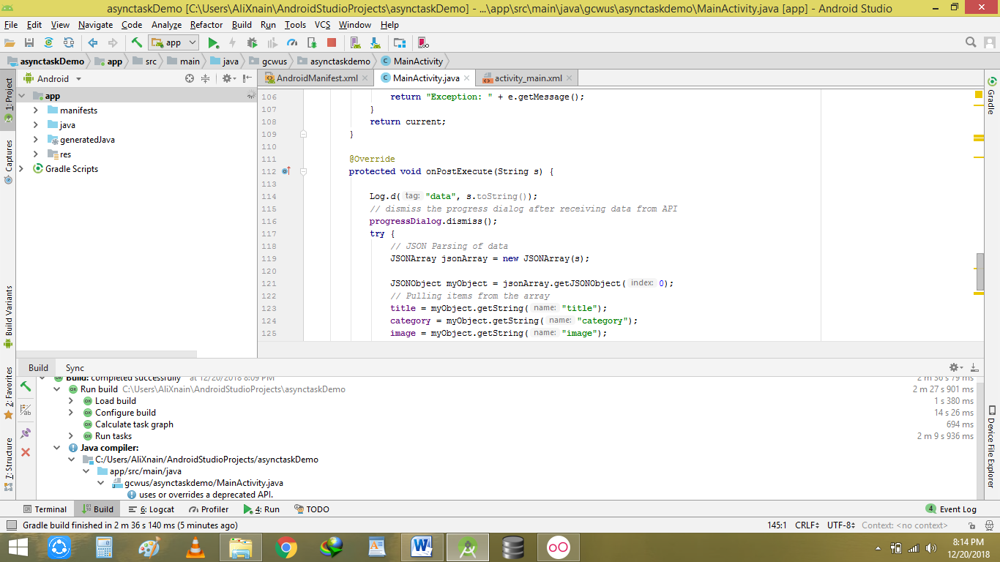 asynctaskDemo [C:\Users\AliXnain\AndroidStudioProjects\asynctaskDemo] - ...\app\src\main\java\gcwus\asynctaskdemo\MainActivity.java [app] - Android Studio
File Edit View Navigate Code Analyze Refactor Build Run Tools VCS Window Help
app
asynctaskDemo app src main java gcwus asynctaskdemo MainActivity
1: Project
Captures
Build Variants
2: Favorites
7: Structure
Android
app
manifests
java
generatedJava
res
Gradle Scripts
AndroidManifest.xml MainActivity.java activity_main.xml
106 return "Exception: " + e.getMessage();
107 }
108 return current;
109 }
110
111 @Override
112 protected void onPostExecute(String s) {
113
114 Log.d( tag: "data", s.toString());
115 // dismiss the progress dialog after receiving data from API
116 progressDialog.dismiss();
117 try {
118 // JSON Parsing of data
119 JSONArray jsonArray = new JSONArray(s);
120
121 JSONObject myObject = jsonArray.getJSONObject( index: 0);
122 // Pulling items from the array
123 title = myObject.getString( name: "title");
124 category = myObject.getString( name: "category");
125 image = myObject.getString( name: "image");
Gradle
Device File Explorer
Build Sync
Build: completed successfully at 12/20/2018 8:09 PM 2 m 36 s 79 ms
Run build C:\Users\AliXnain\AndroidStudioProjects\asynctaskDemo 2 m 27 s 901 ms
Load build 1 s 380 ms
Configure build 14 s 26 ms
Calculate task graph 694 ms
Run tasks 2 m 9 s 936 ms
Java compiler:
C:/Users/AliXnain/AndroidStudioProjects/asynctaskDemo
app/src/main/java
gcwus/asynctaskdemo/MainActivity.java
uses or overrides a deprecated API.
Terminal Build 6: Logcat Profiler 4: Run TODO 4 Event Log
Gradle build finished in 2 m 36 s 140 ms (5 minutes ago) 145:1 CRLF UTF-8 Context: <no context>
8:14 PM
12/20/2018